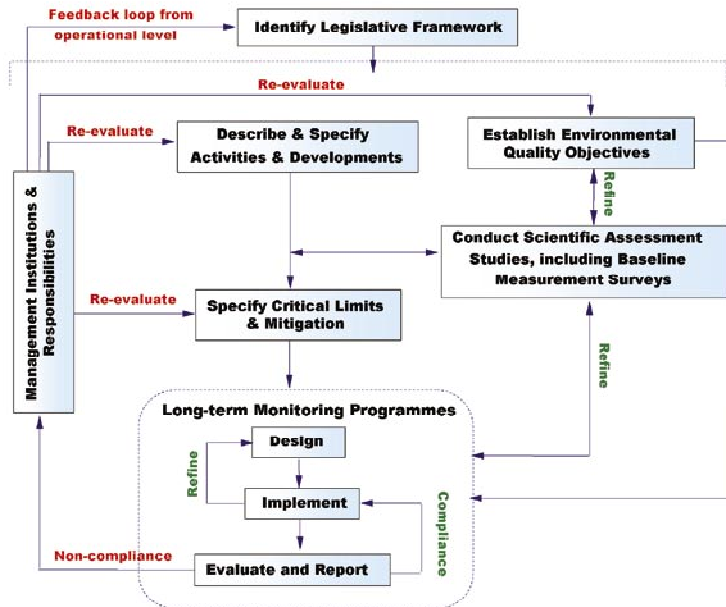 Feedback loop from
operational level
Identify Legislative Framework
Re-evaluate
Re-evaluate
Describe & Specify
Activities & Developments
Establish Environmental
Quality Objectives
Refine
Management Institutions &
Responsibilities
Conduct Scientific Assessment
Studies, including Baseline
Measurement Surveys
Re-evaluate
Specify Critical Limits
& Mitigation
Refine
Long-term Monitoring Programmes
Design
Refine
Implement
Compliance
Non-compliance
Evaluate and Report